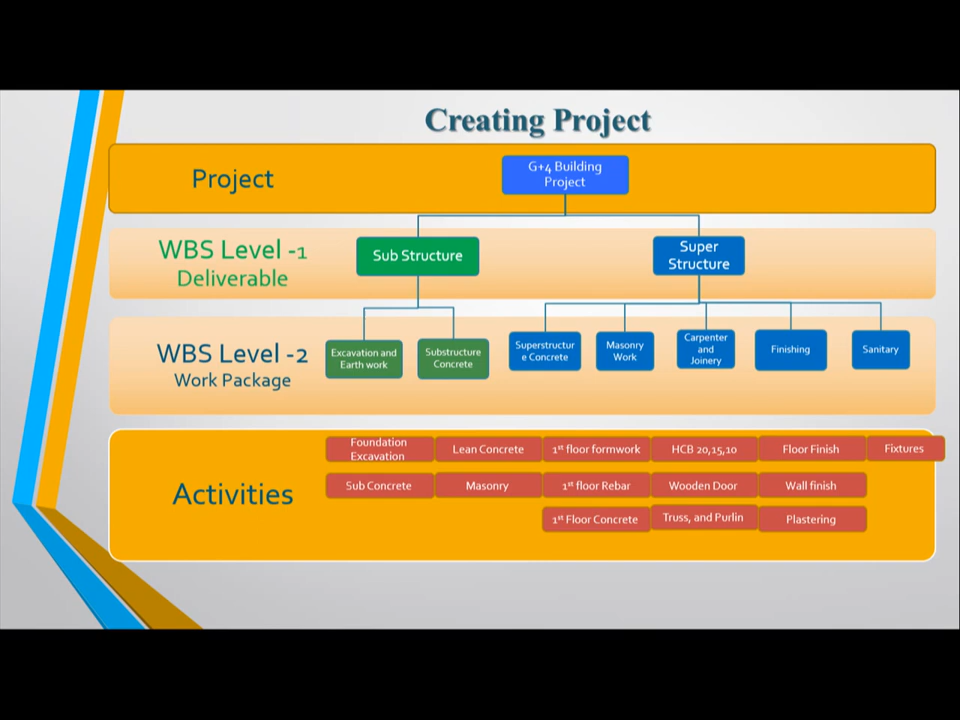 Creating Project
Project
G+4 Building
Project
WBS Level -1
Deliverable
Sub Structure
Super
Structure
WBS Level -2
Work Package
Excavation and
Earth work
Substructure
Concrete
Superstructur
e Concrete
Masonry
Work
Carpenter
and
Joinery
Finishing
Sanitary
Activities
Foundation
Excavation
Lean Concrete
1st floor formwork
HCB 20,15,10
Floor Finish
Fixtures
Sub Concrete
Masonry
1st floor Rebar
Wooden Door
Wall finish
1st Floor Concrete
Truss, and Purlin
Plastering